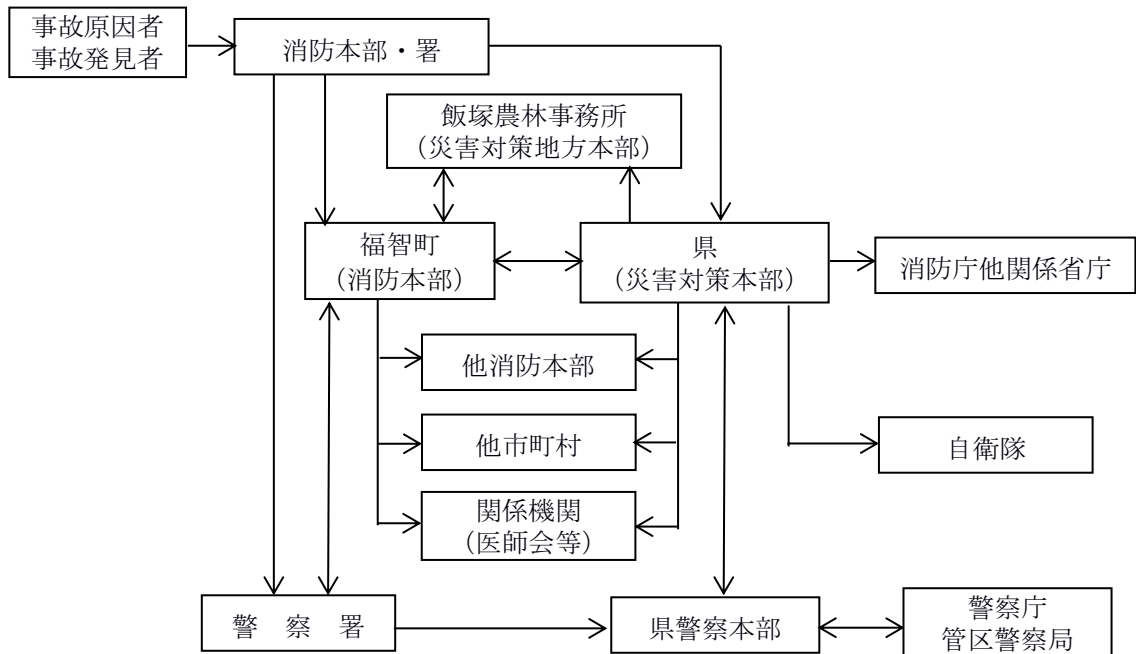 事故原因者
事故発見者
消防本部・署
飯塚農林事務所
（災害対策地方本部）
福智町
（消防本部）
県
（災害対策本部）
消防庁他関係省庁
他消防本部
他市町村
自衛隊
関係機関
（医師会等）
警　察　署
県警察本部
警察庁
管区警察局